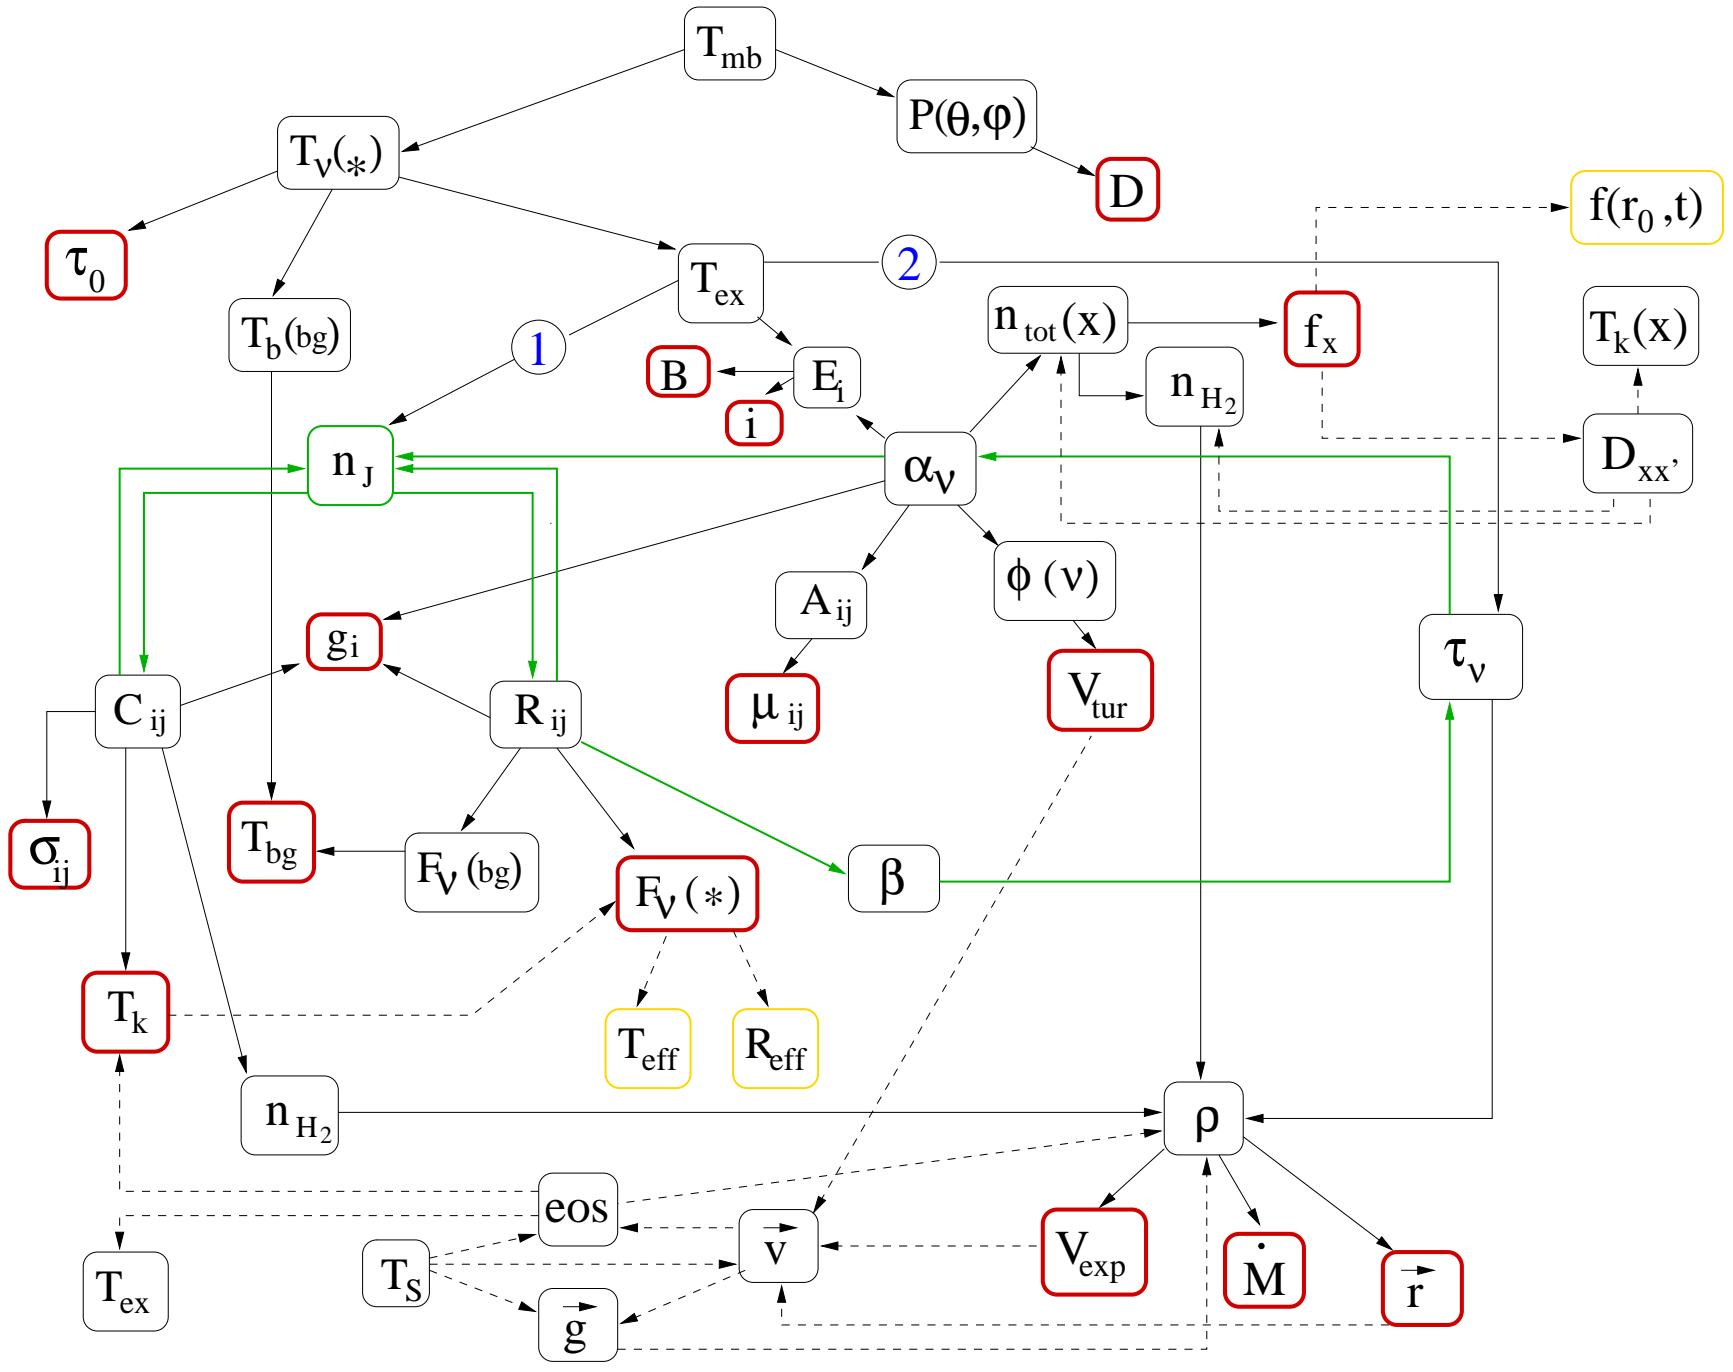 T_mb
P(θ,φ)
T_ν(*)
D
f(r_0,t)
τ_0
T_ex
2
T_b(bg)
n_tot(x)
f_x
T_k(x)
1
B
E_i
n_H_2
i
n_J
α_ν
D_xx'
A_ij
φ(ν)
g_i
τ_ν
C_ij
R_ij
μ_ij
V_tur
σ_ij
T_bg
F_ν(bg)
F_ν(*)
β
T_k
T_eff
R_eff
n_H_2
ρ
eos
v⃗
V_exp
Ṁ
r⃗
T_ex
T_S
g⃗